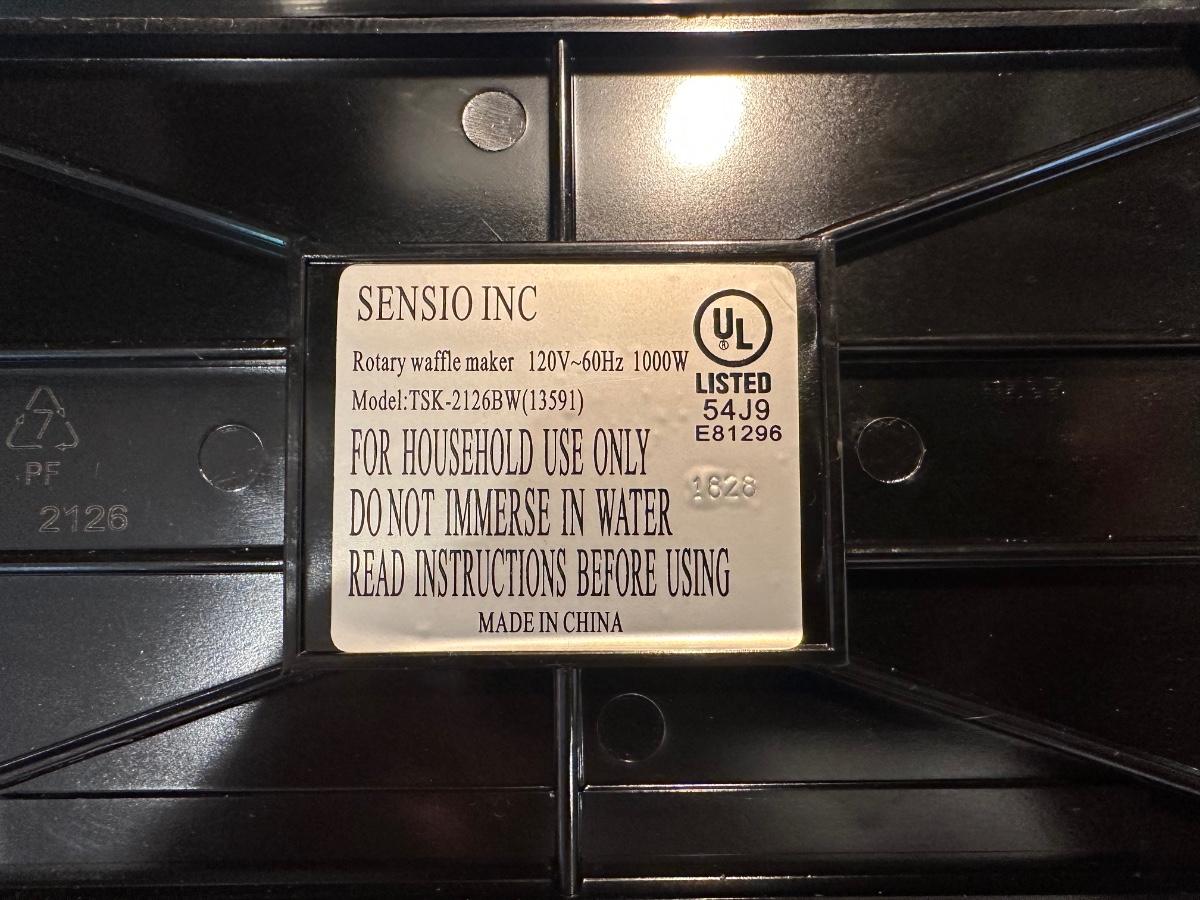 SENSIO INC
UL
®
LISTED
54J9
E81296
Rotary waffle maker 120V~60Hz 1000W
Model:TSK-2126BW(13591)
FOR HOUSEHOLD USE ONLY
DO NOT IMMERSE IN WATER
1628
READ INSTRUCTIONS BEFORE USING
MADE IN CHINA
7
PF
2126